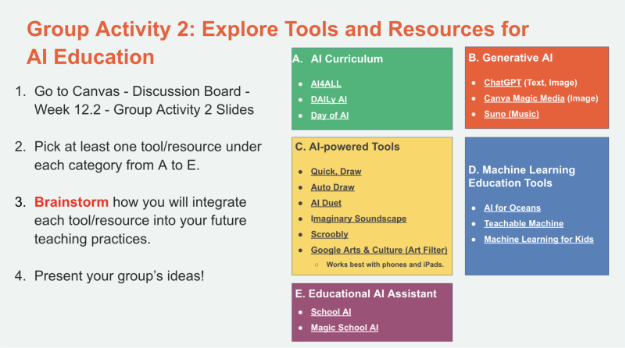 Group Activity 2: Explore Tools and Resources for
AI Education
1. Go to Canvas - Discussion Board -
Week 12.2 - Group Activity 2 Slides
2. Pick at least one tool/resource under
each category from A to E.
3. Brainstorm how you will integrate
each tool/resource into your future
teaching practices.
4. Present your group's ideas!
A. AI Curriculum
● AI4ALL
● DAILy AI
● Day of AI
B. Generative AI
● ChatGPT (Text, Image)
● Canva Magic Media (Image)
● Suno (Music)
C. AI-powered Tools
● Quick, Draw
● Auto Draw
● AI Duet
● Imaginary Soundscape
● Scroobly
● Google Arts & Culture (Art Filter)
○ Works best with phones and iPads.
D. Machine Learning
Education Tools
● AI for Oceans
● Teachable Machine
● Machine Learning for Kids
E. Educational AI Assistant
● School AI
● Magic School AI